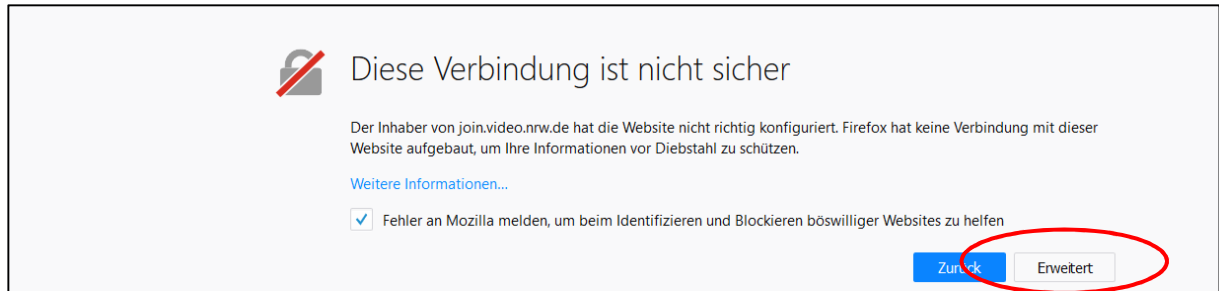 Diese Verbindung ist nicht sicher
Der Inhaber von join.video.nrw.de hat die Website nicht richtig konfiguriert. Firefox hat keine Verbindung mit dieser
Website aufgebaut, um Ihre Informationen vor Diebstahl zu schützen.
Weitere Informationen...
Fehler an Mozilla melden, um beim Identifizieren und Blockieren böswilliger Websites zu helfen
Zurück Erweitert